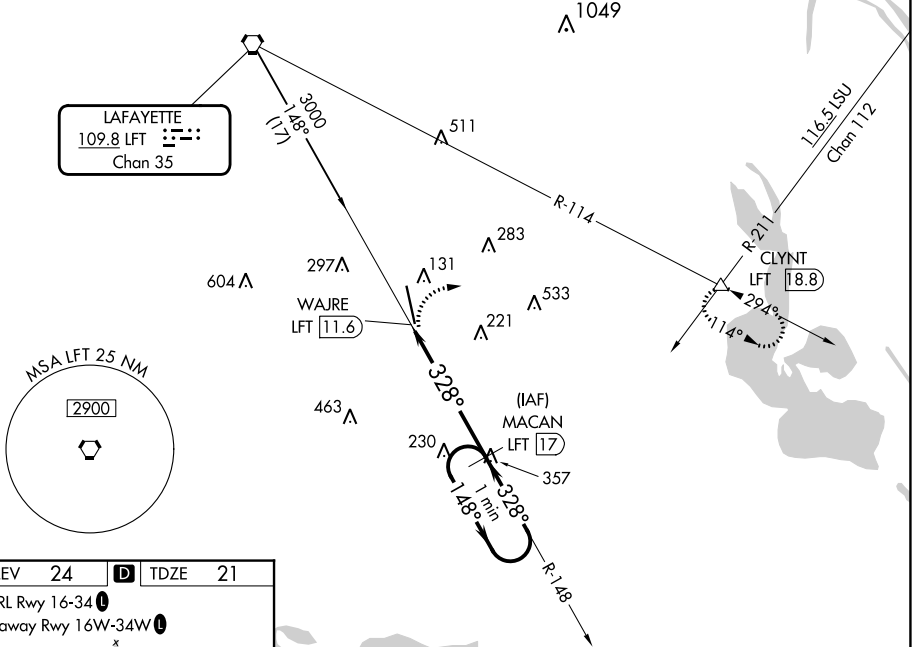 1049
LAFAYETTE
109.8 LFT
Chan 35
3000
148°
(17)
511
116.5 LSU
Chan 112
R-114
R-211
CLYNT
LFT 18.8
294°
114°
283
297
131
604
533
WAJRE
LFT 11.6
221
MSA LFT 25 NM
2900
328°
463
(IAF)
MACAN
LFT 17
230
357
1 min
148°
328°
R-148
EV 24 D TDZE 21
RL Rwy 16-34 L
away Rwy 16W-34W L
x